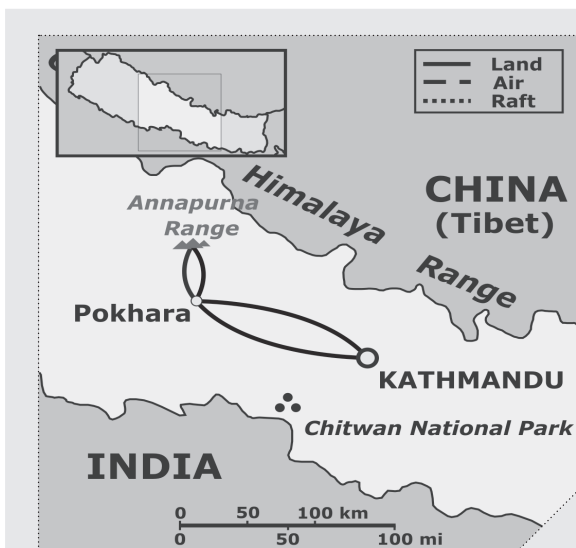 Land
Air
Raft
Himalaya
Range
CHINA
(Tibet)
Annapurna
Range
Pokhara
KATHMANDU
Chitwan National Park
INDIA
0 50 100 km
0 50 100 mi